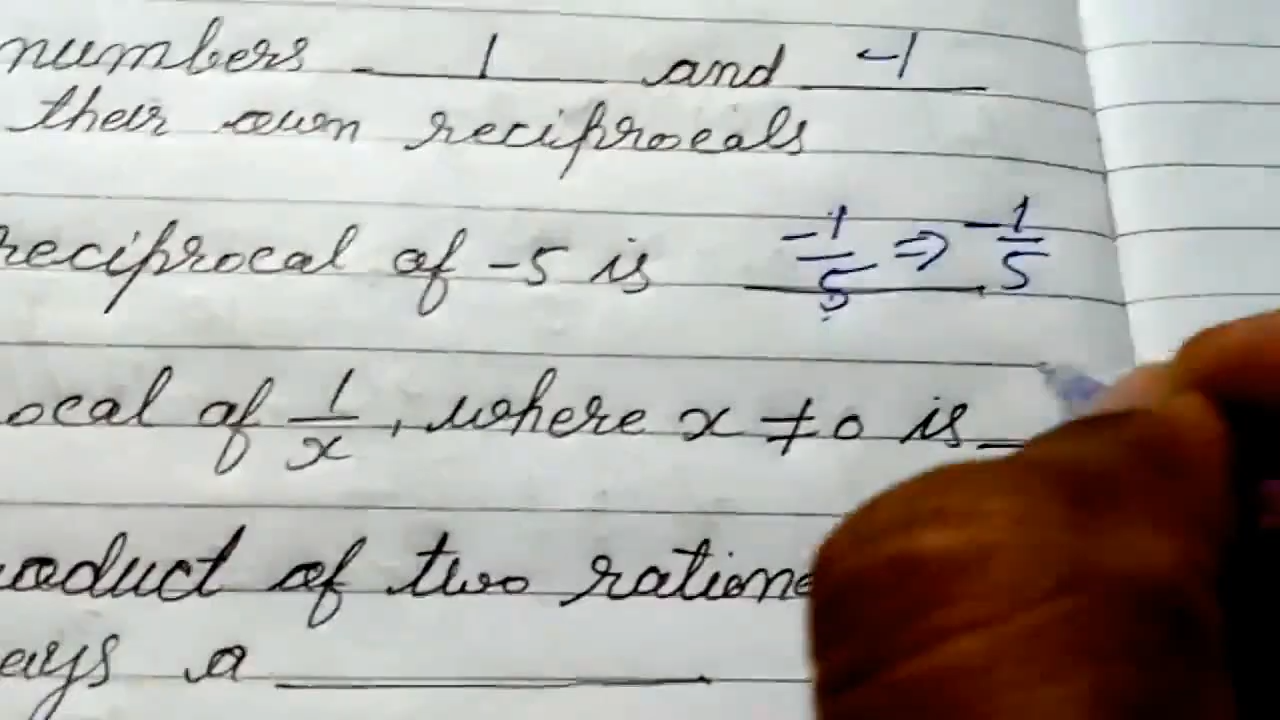 numbers 1 and -1
their own reciprocals
reciprocal of -5 is -1/5 ⇒ -1/5
ocal of 1/x, where x ≠ 0 is
oduct of two rationa
ays a